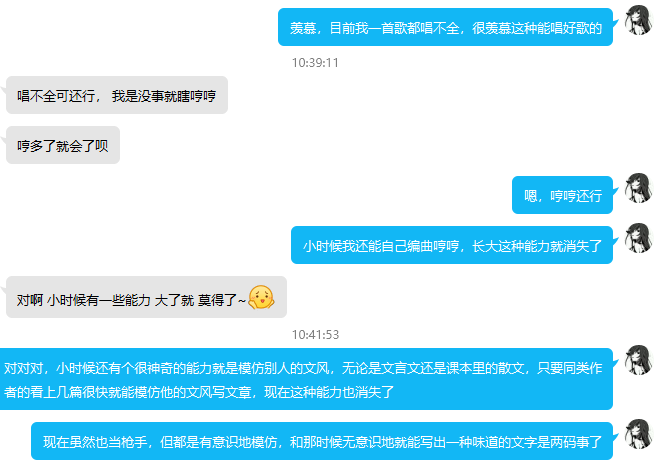 羡慕，目前我一首歌都唱不全，很羡慕这种能唱好歌的
10:39:11
唱不全可还行， 我是没事就瞎哼哼
哼多了就会了呗
嗯，哼哼还行
小时候我还能自己编曲哼哼，长大这种能力就消失了
对啊 小时候有一些能力 大了就 莫得了~
10:41:53
对对对，小时候还有个很神奇的能力就是模仿别人的文风，无论是文言文还是课本里的散文，只要同类作
者的看上几篇很快就能模仿他的文风写文章，现在这种能力也消失了
现在虽然也当枪手，但都是有意识地模仿，和那时候无意识地就能写出一种味道的文字是两码事了